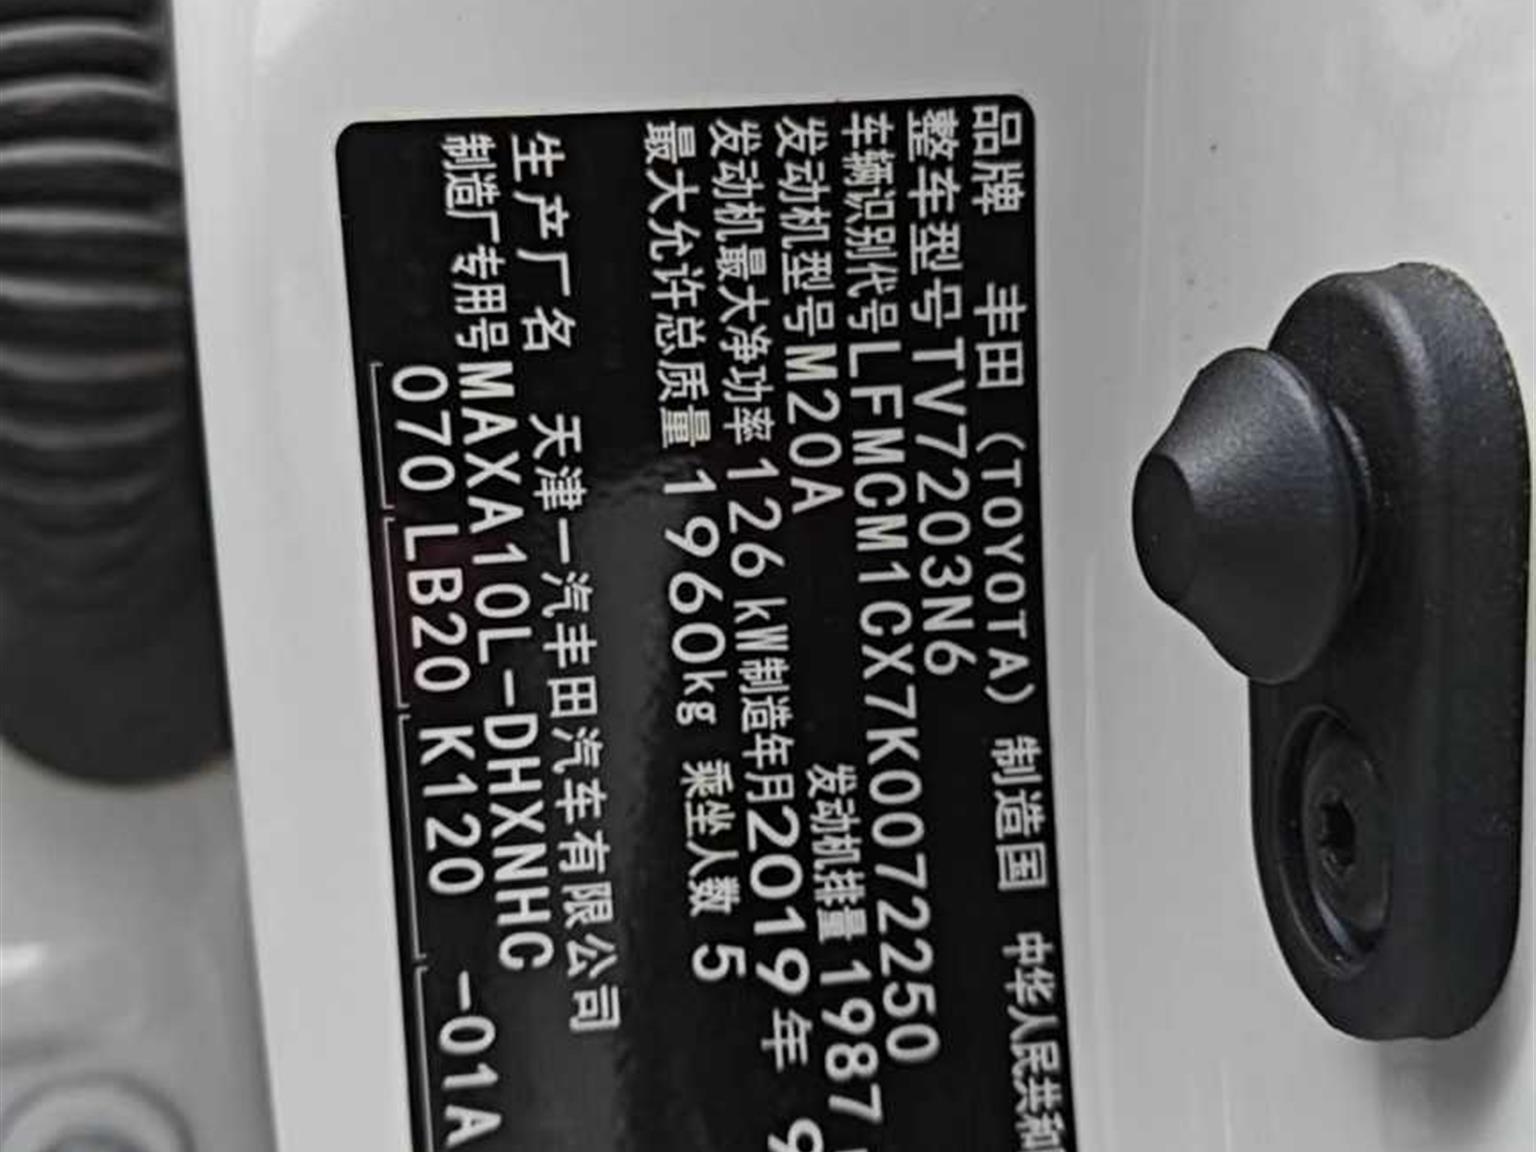 品牌 丰田 (TOYOTA) 制造国 中华人民共和
整车型号 TV7203N6
车辆识别代号 LFMCM1CX7K0072250
发动机型号 M20A 发动机排量 1987
发动机最大净功率 126 kW 制造年月 2019 年 9
最大允许总质量 1960kg 乘坐人数 5
生产厂名 天津一汽丰田汽车有限公司
制造厂专用号 MAXA10L-DHXNHC
070 LB20 K120 -01A